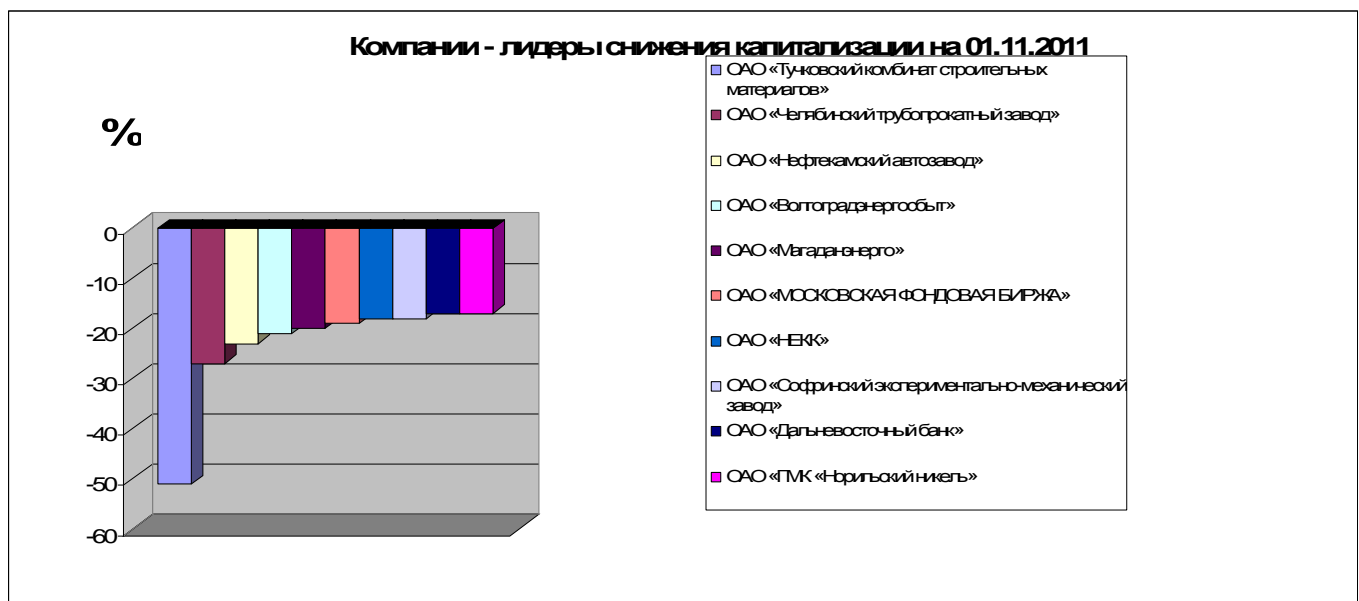 Компании - лидеры снижения капитализации на 01.11.2011
%
0
-10
-20
-30
-40
-50
-60
ОАО «Тучковский комбинат строительных
материалов»
ОАО «Челябинский трубопрокатный завод»
ОАО «Нефтекамский автозавод»
ОАО «Волгоградэнергосбыт»
ОАО «Магаданэнерго»
ОАО «МОСКОВСКАЯ ФОНДОВАЯ БИРЖА»
ОАО «НЕКК»
ОАО «Софринский экспериментально-механический
завод»
ОАО «Дальневосточный банк»
ОАО «ГМК «Норильский никель»